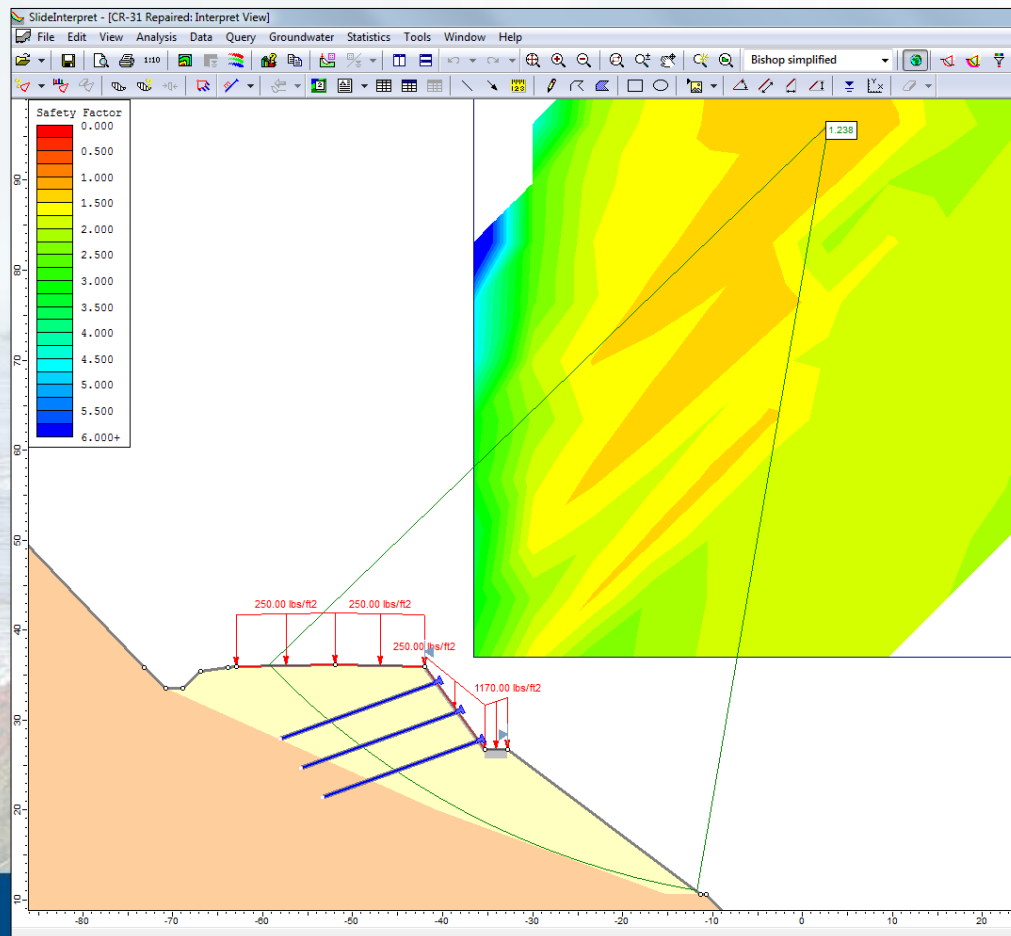 SlideInterpret - [CR-31 Repaired: Interpret View]
File Edit View Analysis Data Query Groundwater Statistics Tools Window Help
1:10 Bishop simplified
Safety Factor
0.000
0.500
1.000
1.500
2.000
2.500
3.000
3.500
4.000
4.500
5.000
5.500
6.000+
1.238
90
80
70
60
50
40
30
20
10
250.00 lbs/ft2 250.00 lbs/ft2
250.00 lbs/ft2
1170.00 lbs/ft2
-80 -70 -60 -50 -40 -30 -20 -10 0 10 20